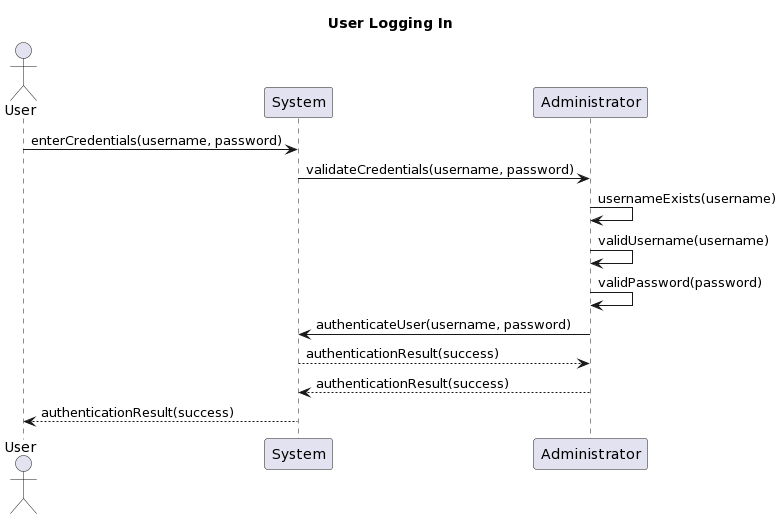 User Logging In
User
System
Administrator
enterCredentials(username, password)
validateCredentials(username, password)
usernameExists(username)
validUsername(username)
validPassword(password)
authenticateUser(username, password)
authenticationResult(success)
authenticationResult(success)
authenticationResult(success)
User
System
Administrator